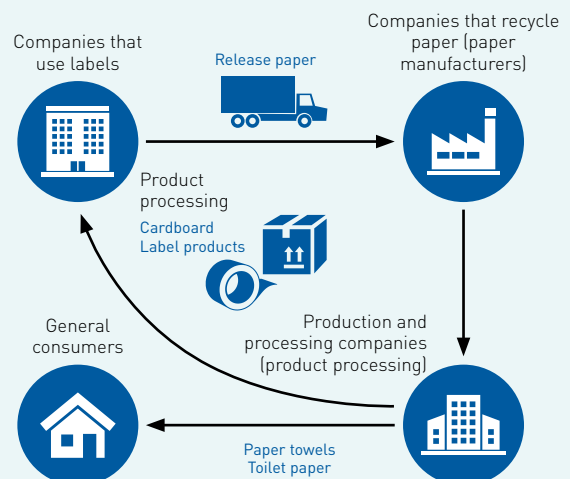 Companies that
use labels
Release paper
Companies that recycle
paper (paper
manufacturers)
Product
processing
Cardboard
Label products
General
consumers
Production and
processing companies
(product processing)
Paper towels
Toilet paper